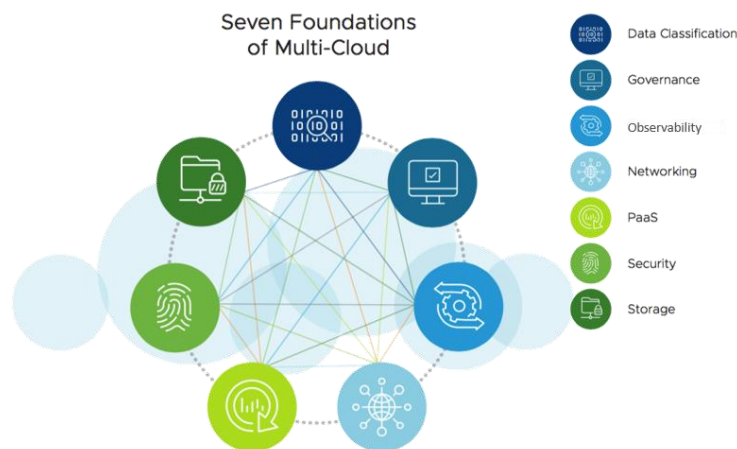 Seven Foundations
of Multi-Cloud
Data Classification
Governance
Observability
Networking
PaaS
Security
Storage